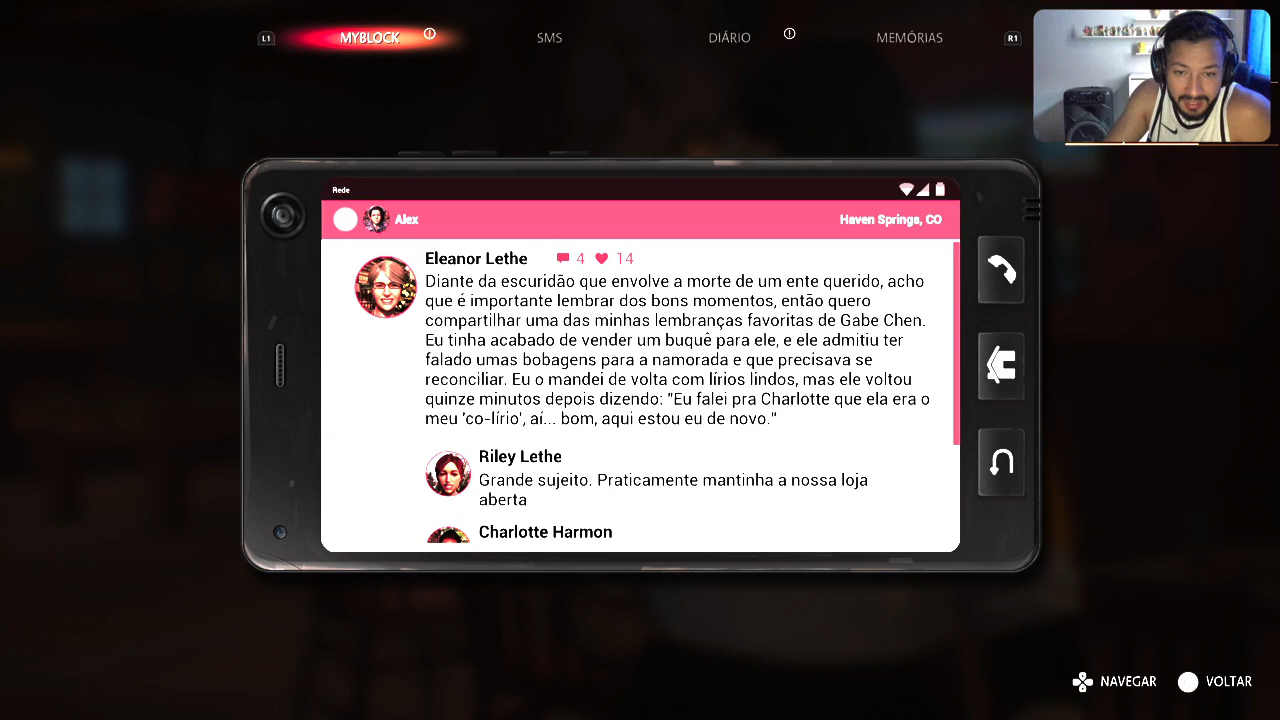 L1 MYBLOCK SMS DIÁRIO MEMÓRIAS R1
Rede
Alex Haven Springs, CO
Eleanor Lethe 4 14
Diante da escuridão que envolve a morte de um ente querido, acho
que é importante lembrar dos bons momentos, então quero
compartilhar uma das minhas lembranças favoritas de Gabe Chen.
Eu tinha acabado de vender um buquê para ele, e ele admitiu ter
falado umas bobagens para a namorada e que precisava se
reconciliar. Eu o mandei de volta com lírios lindos, mas ele voltou
quinze minutos depois dizendo: "Eu falei pra Charlotte que ela era o
meu 'co-lírio', aí... bom, aqui estou eu de novo."
Riley Lethe
Grande sujeito. Praticamente mantinha a nossa loja
aberta
Charlotte Harmon
NAVEGAR VOLTAR